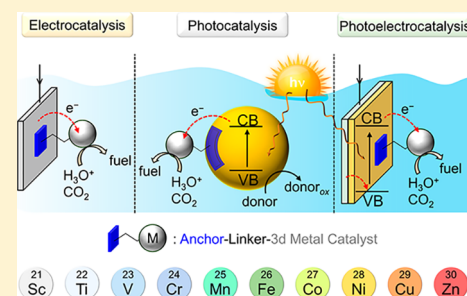 Electrocatalysis
Photocatalysis
Photoelectrocatalysis
hν
e⁻
fuel
H₃O⁺
CO₂
e⁻
CB
VB
fuel
H₃O⁺
CO₂
donor
donorₒₓ
CB
VB
e⁻
fuel
H₃O⁺
CO₂
M : Anchor-Linker-3d Metal Catalyst
21 22 23 24 25 26 27 28 29 30
Sc Ti V Cr Mn Fe Co Ni Cu Zn